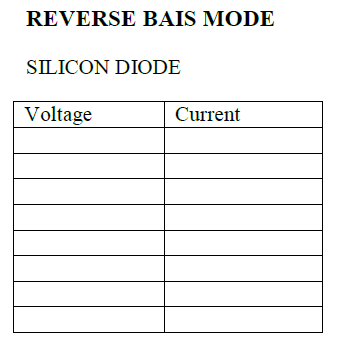 REVERSE BAIS MODE
SILICON DIODE
Voltage Current